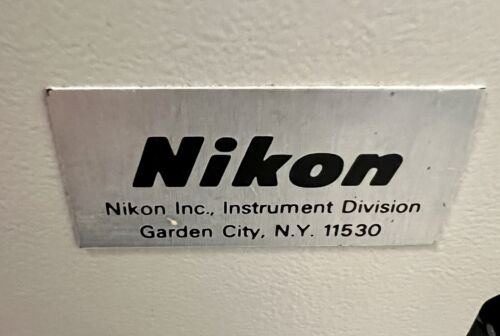 Nikon
Nikon Inc., Instrument Division
Garden City, N.Y. 11530